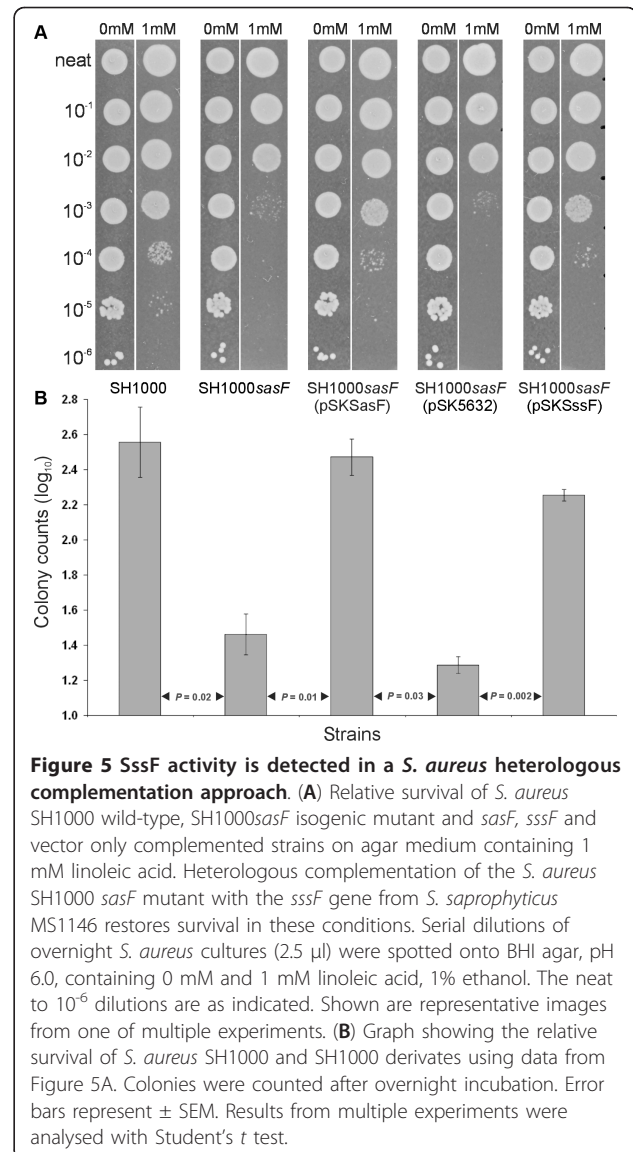 0mM 1mM 0mM 1mM 0mM 1mM 0mM 1mM 0mM 1mM
A
neat
10⁻¹
10⁻²
10⁻³
10⁻⁴
10⁻⁵
10⁻⁶
SH1000 SH1000sasF SH1000sasF SH1000sasF SH1000sasF
(pSKSasF) (pSK5632) (pSKSssF)
B
2.8
2.6
2.4
2.2
2.0
1.8
1.6
1.4
1.2
1.0
Colony counts (log₁₀)
P = 0.02 P = 0.01 P = 0.03 P = 0.002
Strains
Figure 5 SssF activity is detected in a S. aureus heterologous
complementation approach. (A) Relative survival of S. aureus
SH1000 wild-type, SH1000sasF isogenic mutant and sasF, sssF and
vector only complemented strains on agar medium containing 1
mM linoleic acid. Heterologous complementation of the S. aureus
SH1000 sasF mutant with the sssF gene from S. saprophyticus
MS1146 restores survival in these conditions. Serial dilutions of
overnight S. aureus cultures (2.5 μl) were spotted onto BHI agar, pH
6.0, containing 0 mM and 1 mM linoleic acid, 1% ethanol. The neat
to 10⁻⁶ dilutions are as indicated. Shown are representative images
from one of multiple experiments. (B) Graph showing the relative
survival of S. aureus SH1000 and SH1000 derivates using data from
Figure 5A. Colonies were counted after overnight incubation. Error
bars represent ± SEM. Results from multiple experiments were
analysed with Student's t test.